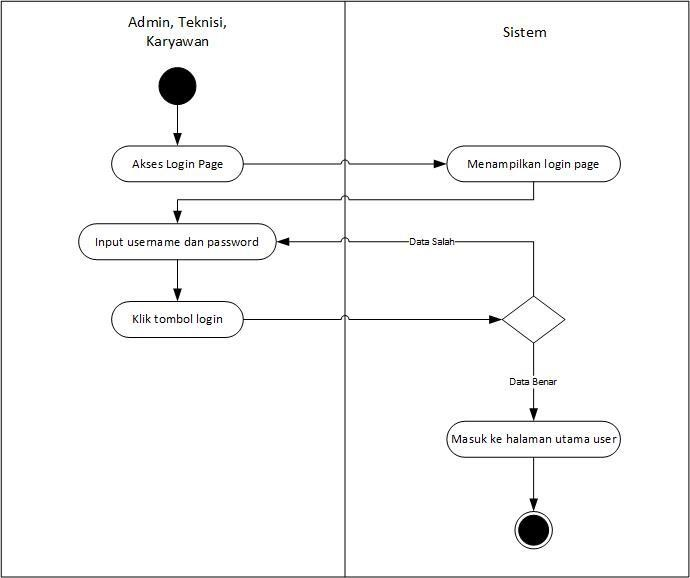 Admin, Teknisi,
Karyawan
Sistem
Akses Login Page
Menampilkan login page
Input username dan password
Data Salah
Klik tombol login
Data Benar
Masuk ke halaman utama user